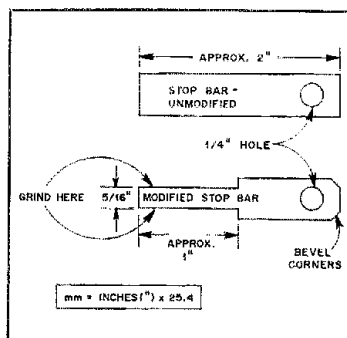 APPROX. 2"
STOP BAR -
UNMODIFIED
1/4" HOLE
GRIND HERE
5/16"
MODIFIED STOP BAR
APPROX.
1"
BEVEL
CORNERS
mm = INCHES(") x 25.4